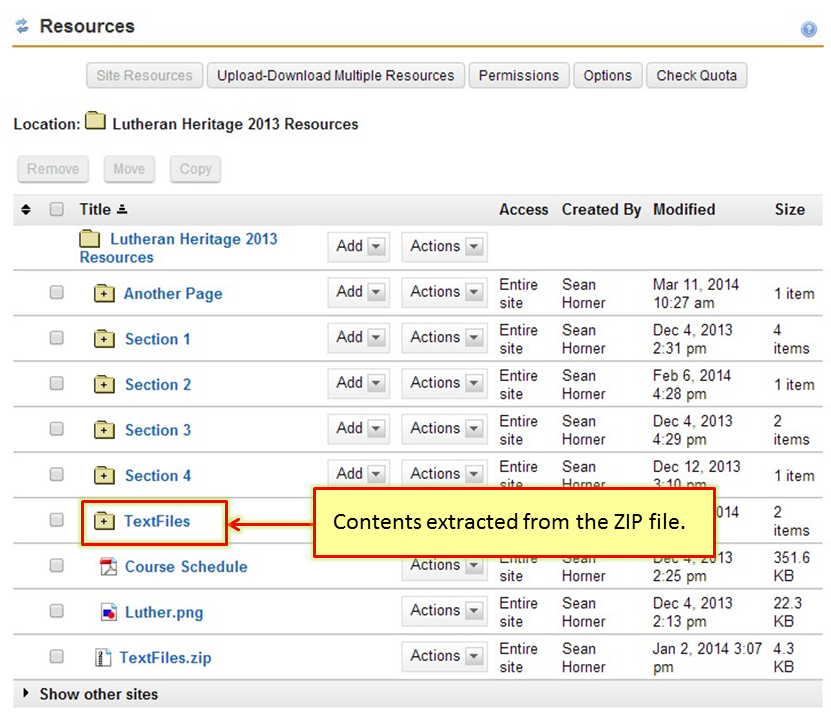 Resources
Site Resources Upload-Download Multiple Resources Permissions Options Check Quota
Location: Lutheran Heritage 2013 Resources
Remove Move Copy
Title Access Created By Modified Size
Lutheran Heritage 2013 Resources Add Actions
Another Page Add Actions Entire site Sean Horner Mar 11, 2014 10:27 am 1 item
Section 1 Add Actions Entire site Sean Horner Dec 4, 2013 2:31 pm 4 items
Section 2 Add Actions Entire site Sean Horner Feb 6, 2014 4:28 pm 1 item
Section 3 Add Actions Entire site Sean Horner Dec 4, 2013 4:29 pm 2 items
Section 4 Add Actions Entire site Sean Horner Dec 12, 2013 3:10 pm 1 item
TextFiles Contents extracted from the ZIP file. 2 items
Course Schedule Actions Entire site Sean Horner Dec 4, 2013 2:25 pm 351.6 KB
Luther.png Actions Entire site Sean Horner Dec 4, 2013 2:13 pm 22.3 KB
TextFiles.zip Actions Entire site Sean Horner Jan 2, 2014 3:07 pm 4.3 KB
Show other sites